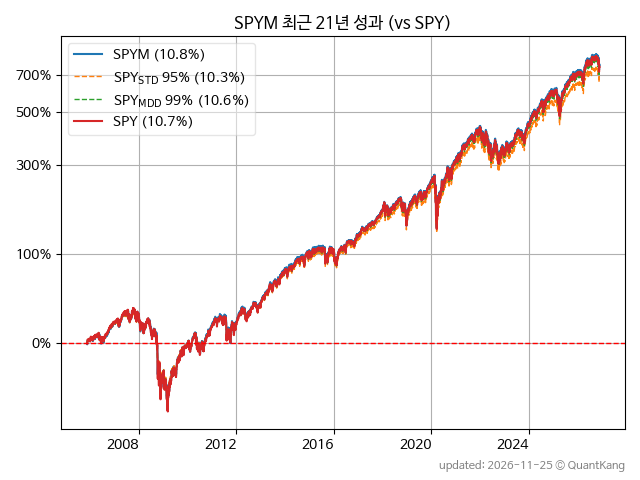 SPYM 최근 21년 성과 (vs SPY)
SPYM (10.8%)
SPYSTD 95% (10.3%)
SPYMDD 99% (10.6%)
SPY (10.7%)
700%
500%
300%
100%
0%
2008 2012 2016 2020 2024
updated: 2026-11-25 © QuantKang